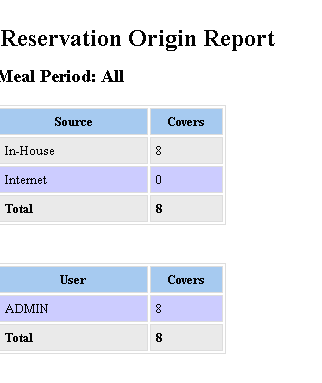 Reservation Origin Report
Meal Period: All
Source Covers
In-House 8
Internet 0
Total 8
User Covers
ADMIN 8
Total 8